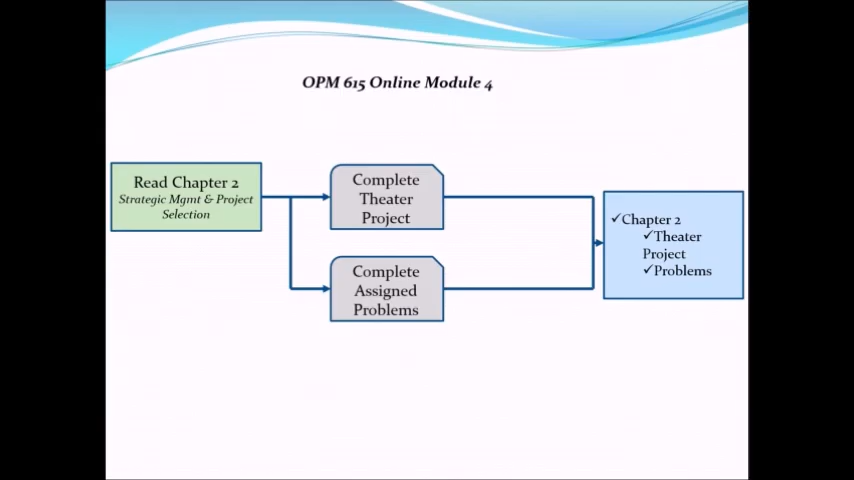 OPM 615 Online Module 4
Read Chapter 2
Strategic Mgmt & Project
Selection
Complete
Theater
Project
Complete
Assigned
Problems
✓Chapter 2
✓Theater
Project
✓Problems